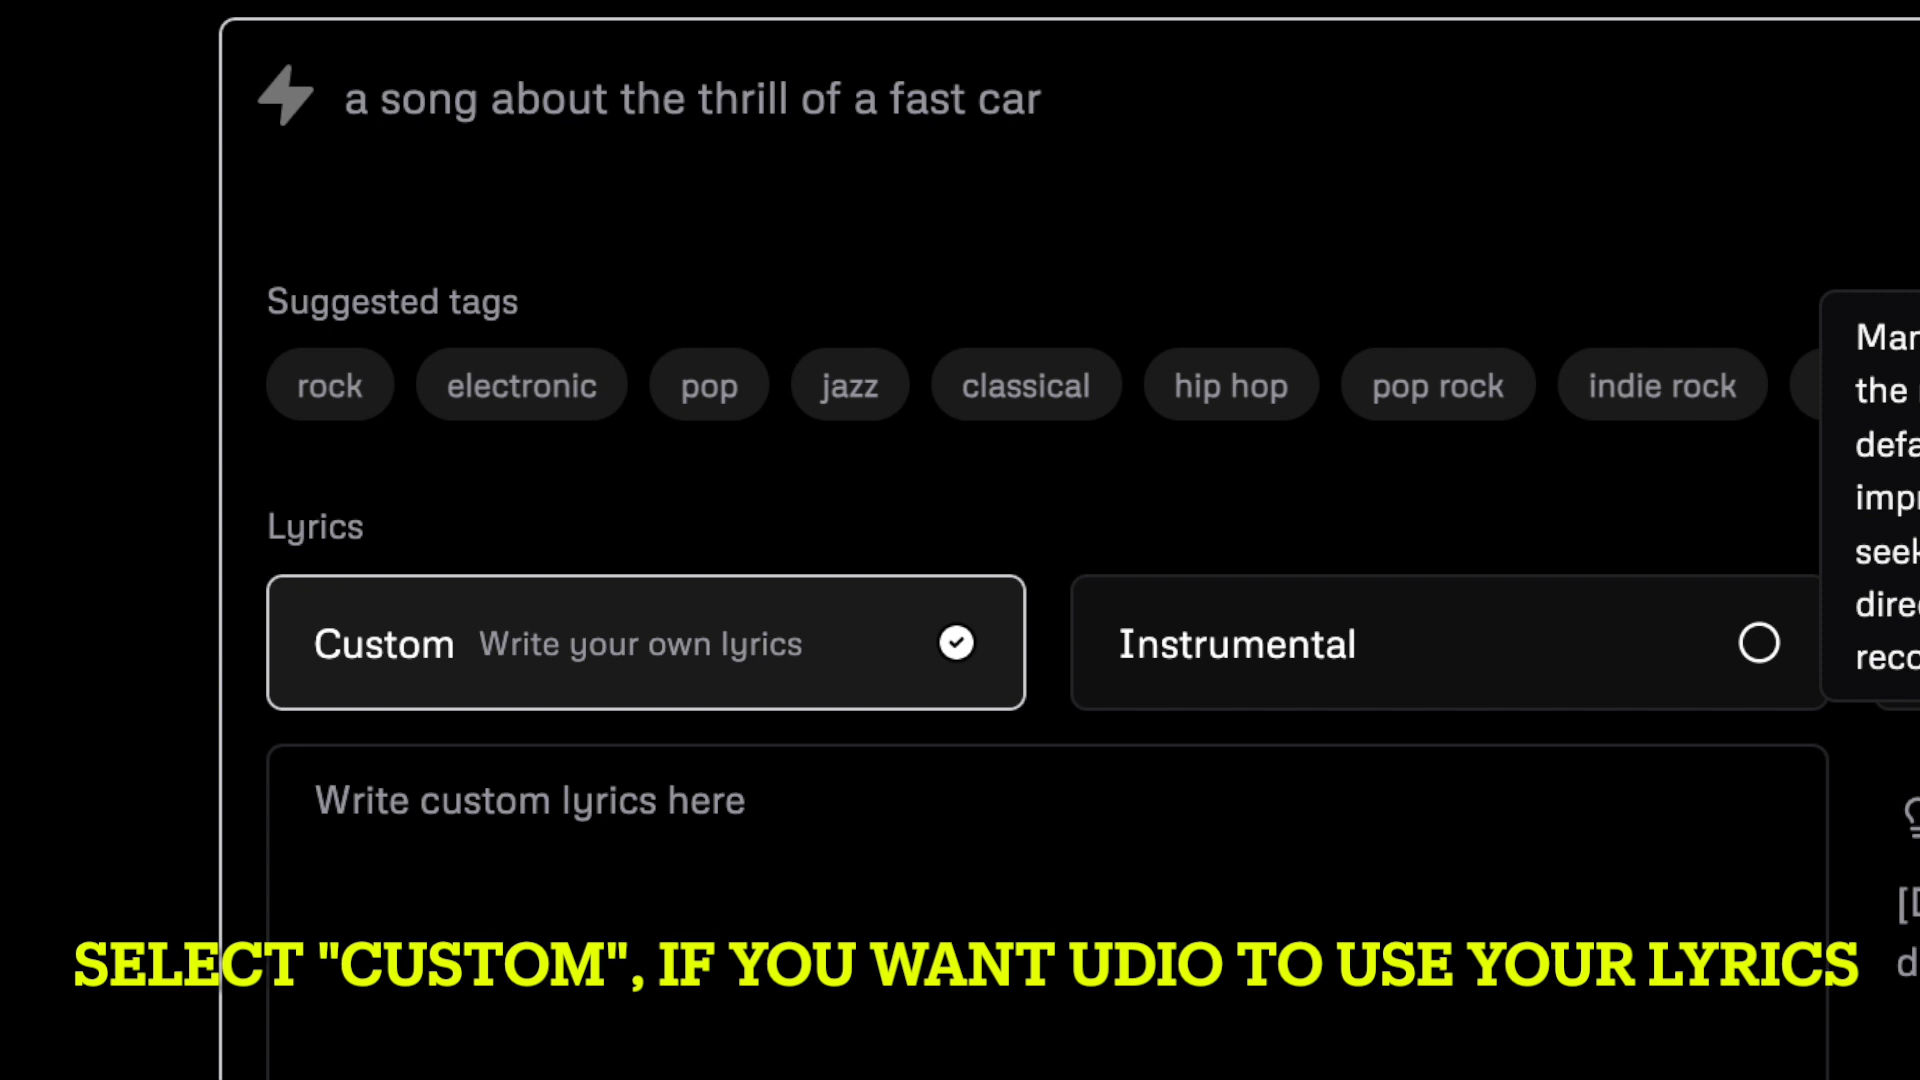 a song about the thrill of a fast car
Suggested tags
rock electronic pop jazz classical hip hop pop rock indie rock
the
Lyrics
Custom Write your own lyrics Instrumental
Write custom lyrics here
SELECT "CUSTOM", IF YOU WANT UDIO TO USE YOUR LYRICS